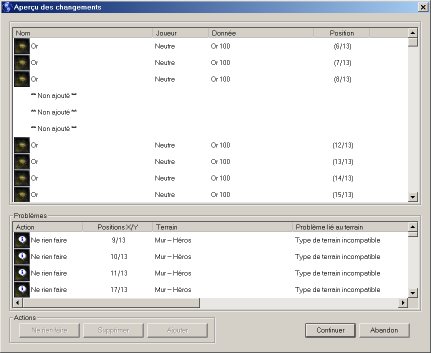 Aperçu des changements
Nom Joueur Donnée Position
Or Neutre Or 100 (6/13)
Or Neutre Or 100 (7/13)
Or Neutre Or 100 (8/13)
** Non ajouté **
** Non ajouté **
** Non ajouté **
Or Neutre Or 100 (12/13)
Or Neutre Or 100 (13/13)
Or Neutre Or 100 (14/13)
Or Neutre Or 100 (15/13)
Problèmes
Action Positions X/Y Terrain Problème lié au terrain
Ne rien faire 9/13 Mur – Héros Type de terrain incompatible
Ne rien faire 10/13 Mur – Héros Type de terrain incompatible
Ne rien faire 11/13 Mur – Héros Type de terrain incompatible
Ne rien faire 17/13 Mur – Héros Type de terrain incompatible
Actions
Ne rien faire Supprimer Ajouter Continuer Abandon